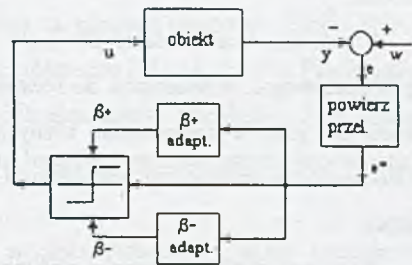 obiekt
−
+
u
y
w
e
β+
β+
adapt.
powierz
przeł.
β−
β−
adapt.